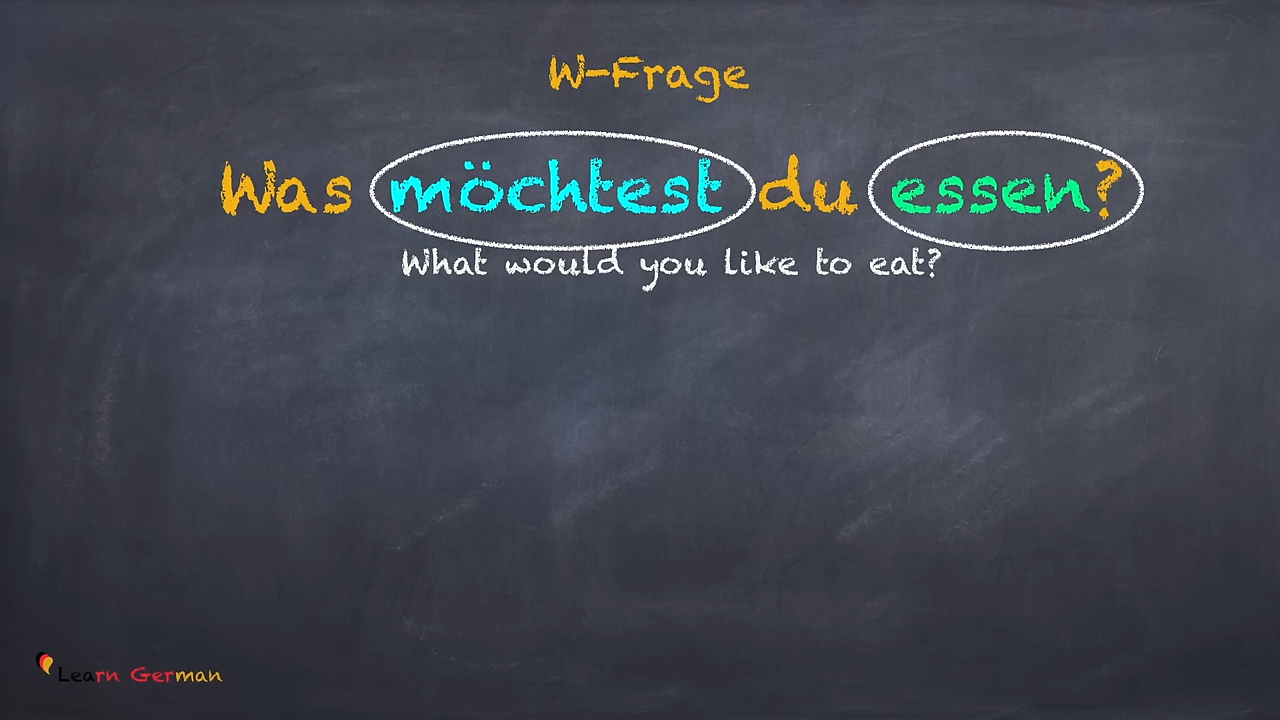 W-Frage
Was möchtest du essen?
What would you like to eat?
Learn German